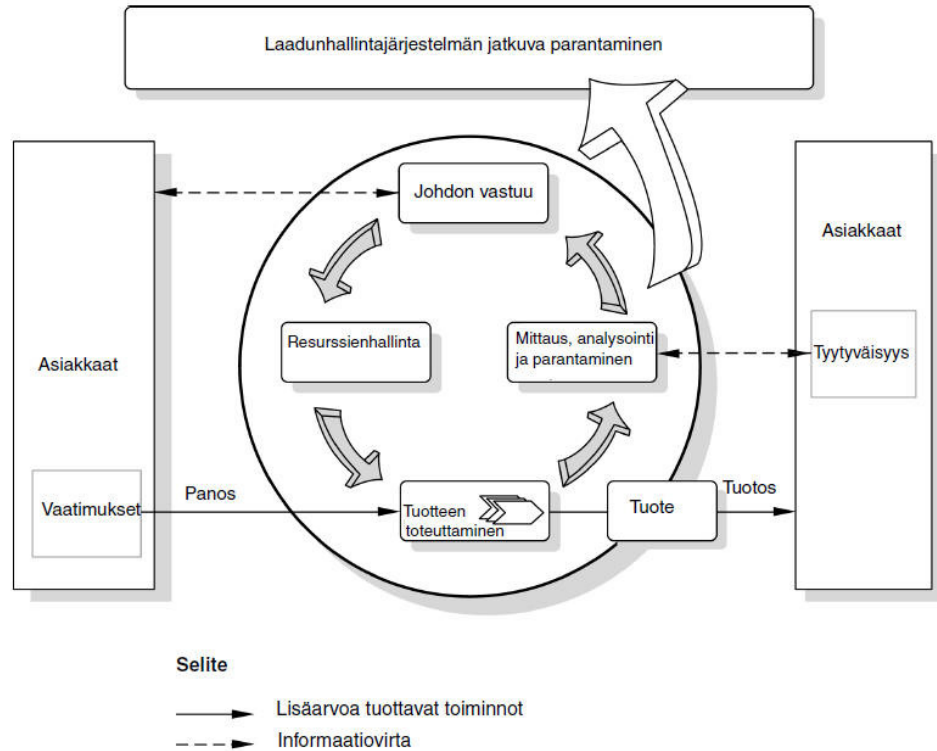 Laadunhallintajärjestelmän jatkuva parantaminen
Johdon vastuu
Asiakkaat
Resurssienhallinta
Mittaus, analysointi
ja parantaminen
Tyytyväisyys
Asiakkaat
Vaatimukset
Panos
Tuotteen
toteuttaminen
Tuote
Tuotos
Selite
Lisäarvoa tuottavat toiminnot
Informaatiovirta